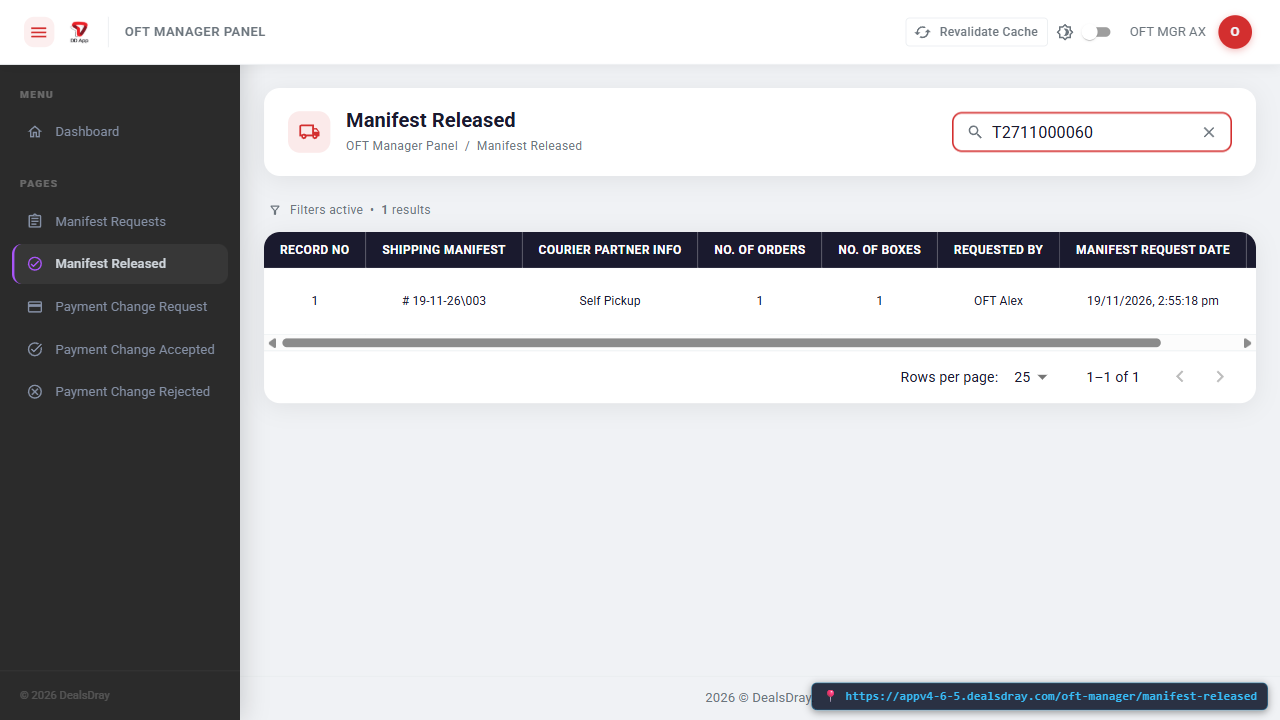 OFT MANAGER PANEL
Revalidate Cache
OFT MGR AX
O
DD App
MENU
Dashboard
PAGES
Manifest Requests
Manifest Released
Payment Change Request
Payment Change Accepted
Payment Change Rejected
© 2026 DealsDray
Manifest Released
OFT Manager Panel / Manifest Released
T2711000060
Filters active • 1 results
RECORD NO SHIPPING MANIFEST COURIER PARTNER INFO NO. OF ORDERS NO. OF BOXES REQUESTED BY MANIFEST REQUEST DATE
1 # 19-11-26\003 Self Pickup 1 1 OFT Alex 19/11/2026, 2:55:18 pm
Rows per page: 25 1–1 of 1
2026 © DealsDray
https://appv4-6-5.dealsdray.com/oft-manager/manifest-released